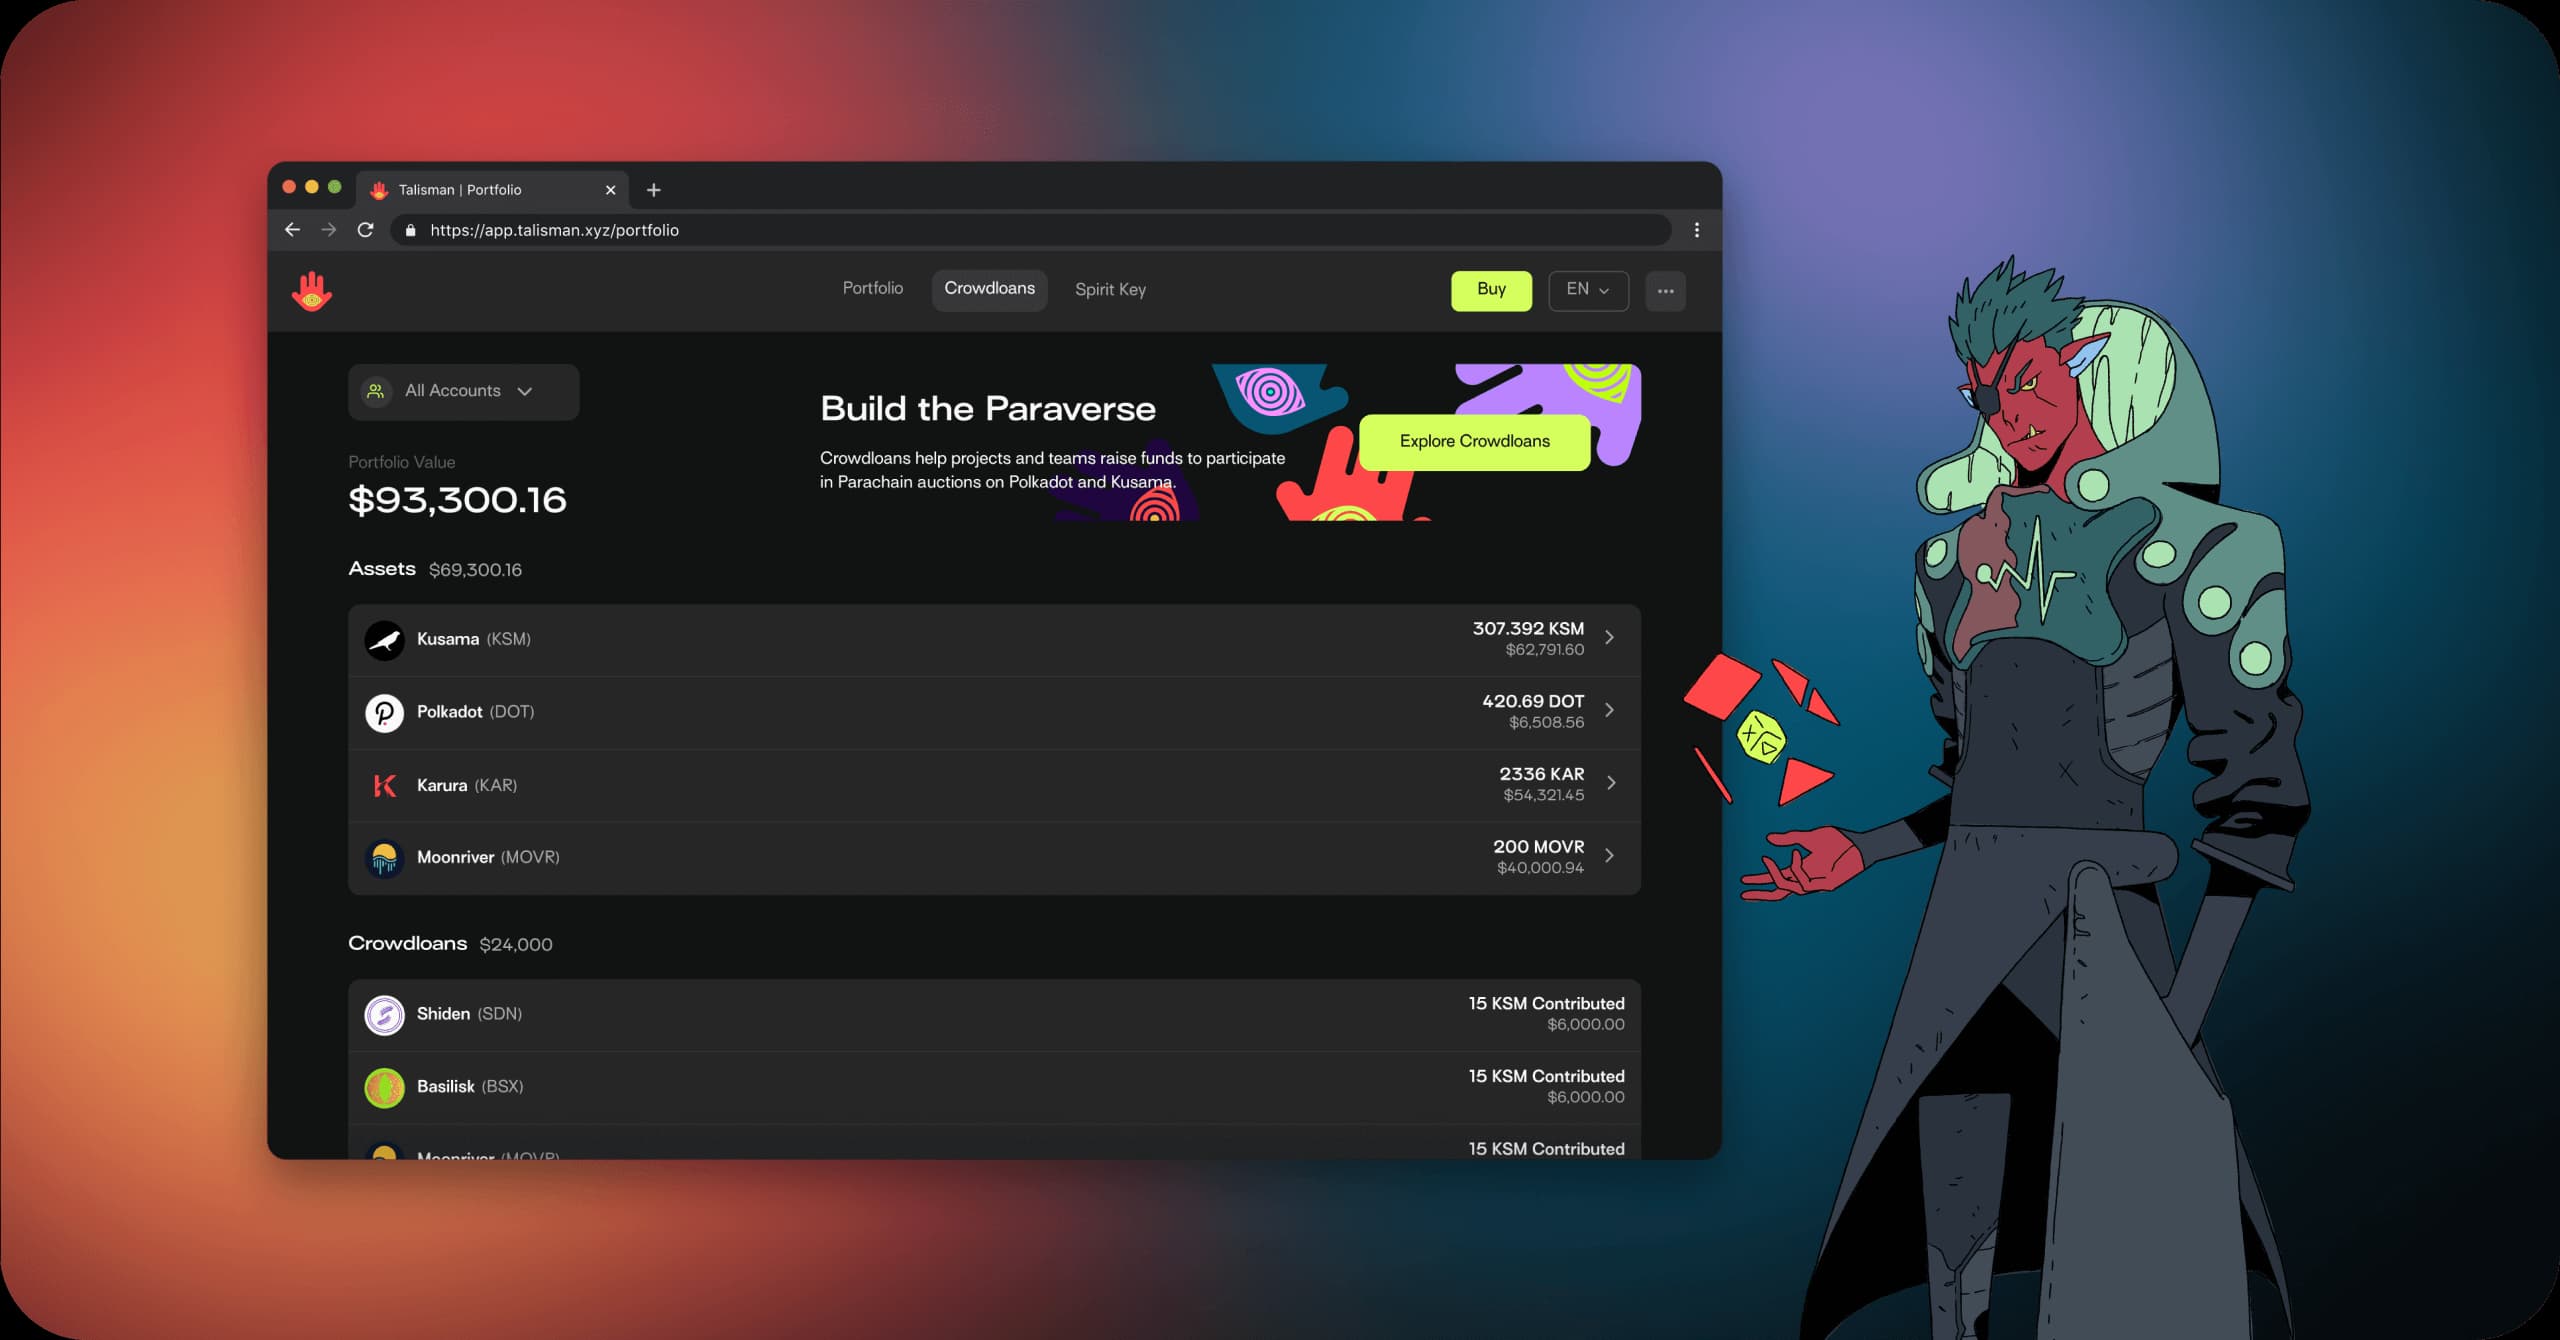 Talisman | Portfolio
https://app.talisman.xyz/portfolio
Portfolio
Crowdloans
Spirit Key
Buy
EN
All Accounts
Portfolio Value
$93,300.16
Build the Paraverse
Crowdloans help projects and teams raise funds to participate
in Parachain auctions on Polkadot and Kusama.
Explore Crowdloans
Assets $69,300.16
Kusama (KSM)
307.392 KSM
$62,791.60
Polkadot (DOT)
420.69 DOT
$6,508.56
Karura (KAR)
2336 KAR
$54,321.45
Moonriver (MOVR)
200 MOVR
$40,000.94
Crowdloans $24,000
Shiden (SDN)
15 KSM Contributed
$6,000.00
Basilisk (BSX)
15 KSM Contributed
$6,000.00
Moonriver (MOVR)
15 KSM Contributed